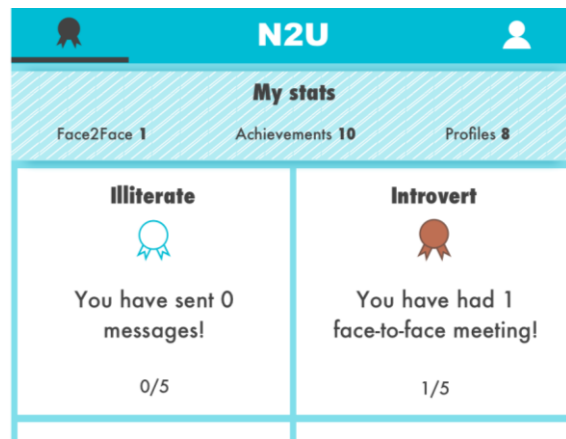 N2U
My stats
Face2Face 1 Achievements 10 Profiles 8
Illiterate
You have sent 0
messages!
0/5
Introvert
You have had 1
face-to-face meeting!
1/5